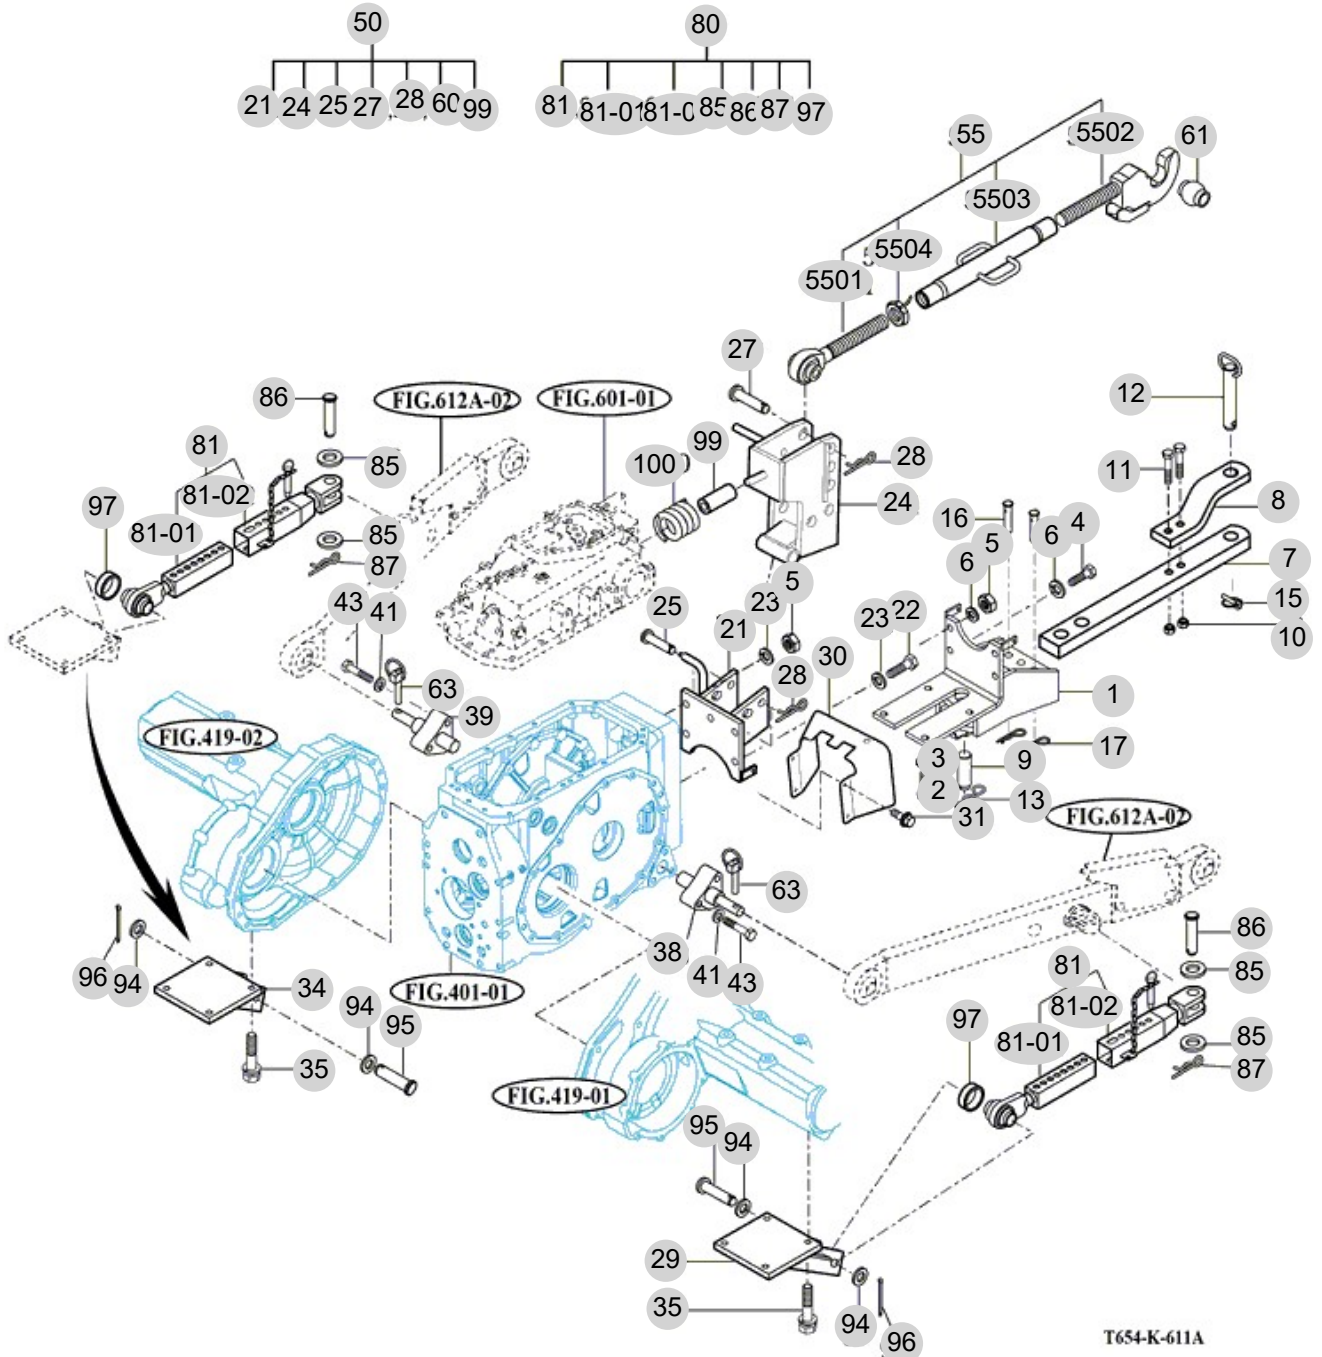 50 80
21 24 25 27 28 60 99
81 81-01 81-0 85 86 87 97
55 5502 61
5503
5504
5501
27
86 FIG.612A-02 FIG.601-01 12
81 99
85 100 28 11
81-02
97 24 16 8
81-01 85 5 6 4
87 6 7
43 41 25 21 23 5 23 22 15
30 10
63 28 1
39
FIG.419-02
3 9 17
2 13
31 FIG.612A-02
63
38 41 43 86
96 94 34 FIG.401-01 81 85
94 95 97 81-02
35 81-01 85
FIG.419-01 87
95 94
29
35 94 96
T654-K-611A